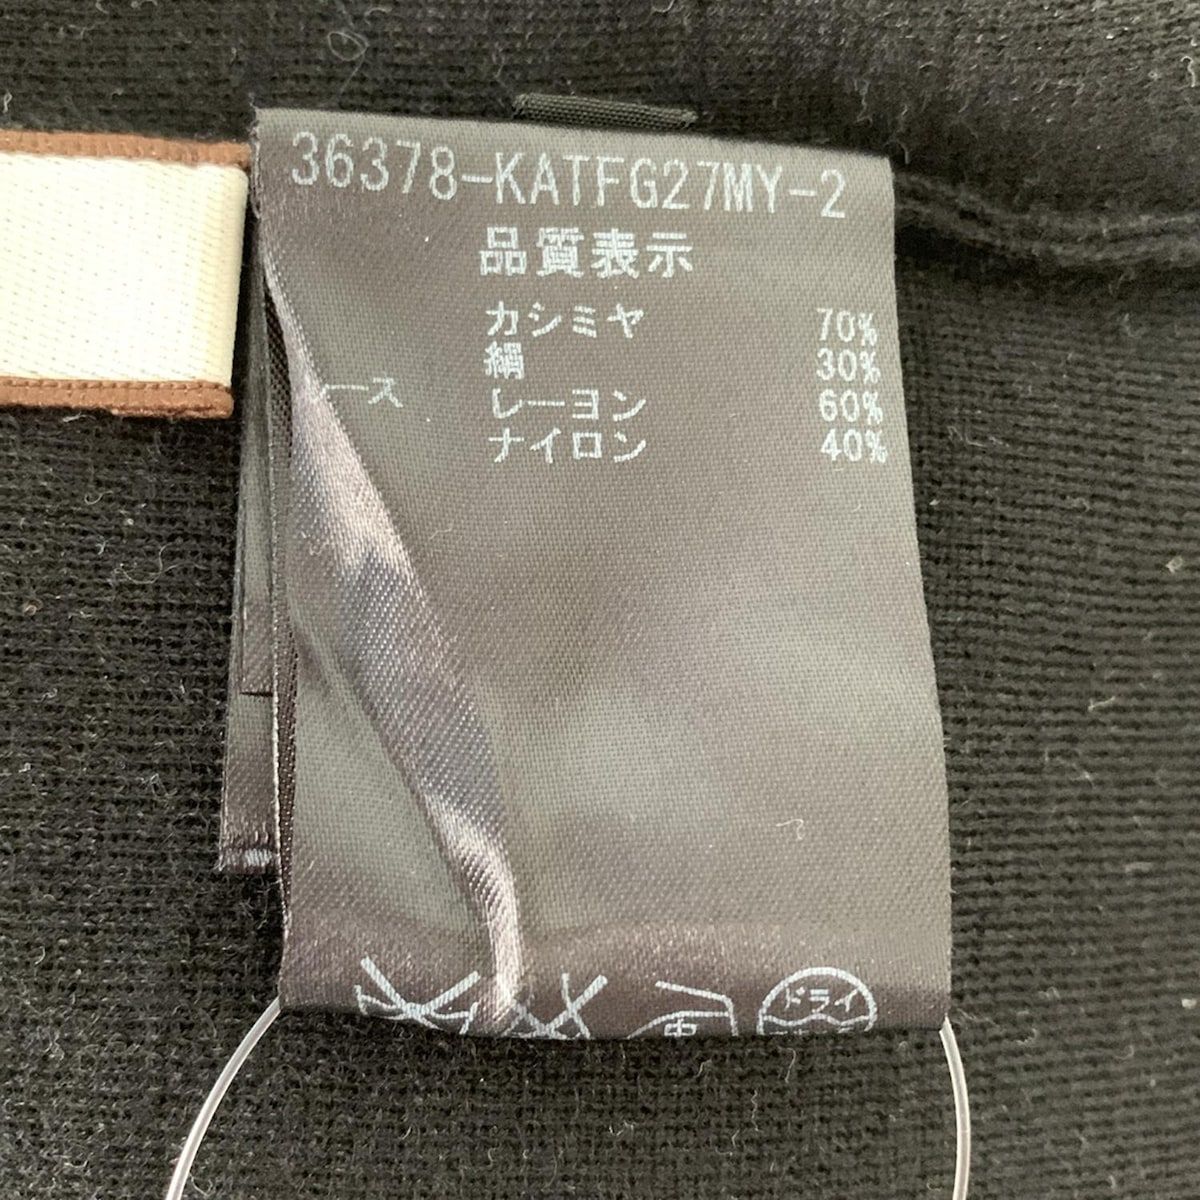 36378-KATFG27MY-2
品質表示
カシミヤ 70%
絹 30%
ース レーヨン 60%
ナイロン 40%
ドライ